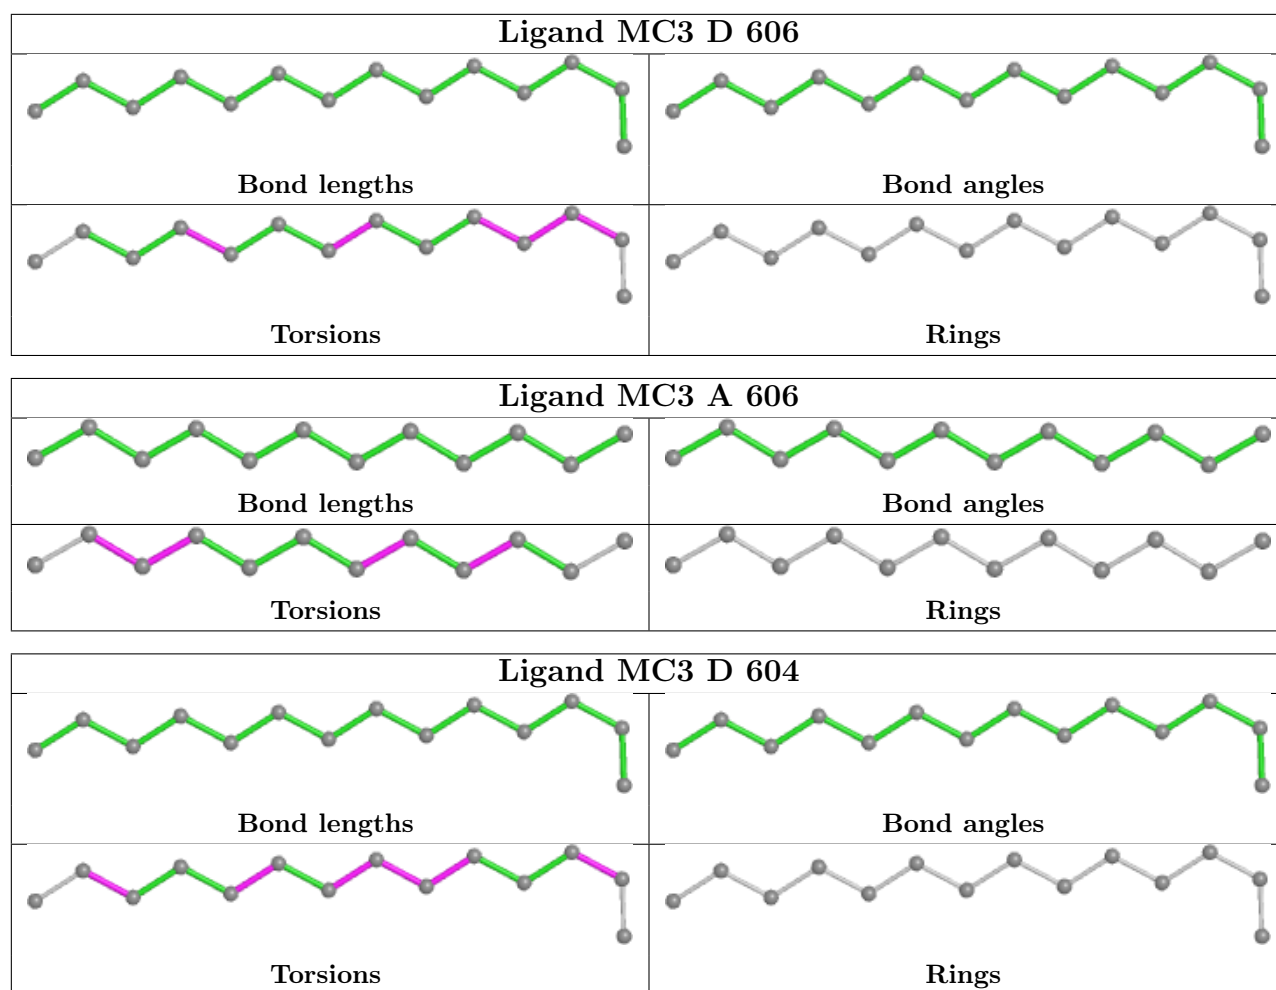 Ligand MC3 D 606
Bond lengths Bond angles
Torsions Rings
Ligand MC3 A 606
Bond lengths Bond angles
Torsions Rings
Ligand MC3 D 604
Bond lengths Bond angles
Torsions Rings